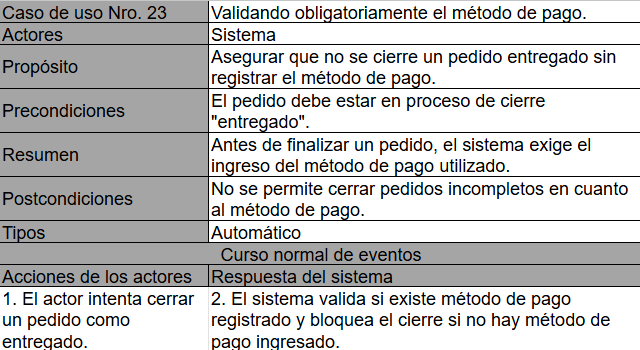 Caso de uso Nro. 23
Validando obligatoriamente el método de pago.
Actores
Sistema
Propósito
Asegurar que no se cierre un pedido entregado sin
registrar el método de pago.
Precondiciones
El pedido debe estar en proceso de cierre
"entregado".
Resumen
Antes de finalizar un pedido, el sistema exige el
ingreso del método de pago utilizado.
Postcondiciones
No se permite cerrar pedidos incompletos en cuanto
al método de pago.
Tipos
Automático
Curso normal de eventos
Acciones de los actores
Respuesta del sistema
1. El actor intenta cerrar
un pedido como
entregado.
2. El sistema valida si existe método de pago
registrado y bloquea el cierre si no hay método de
pago ingresado.